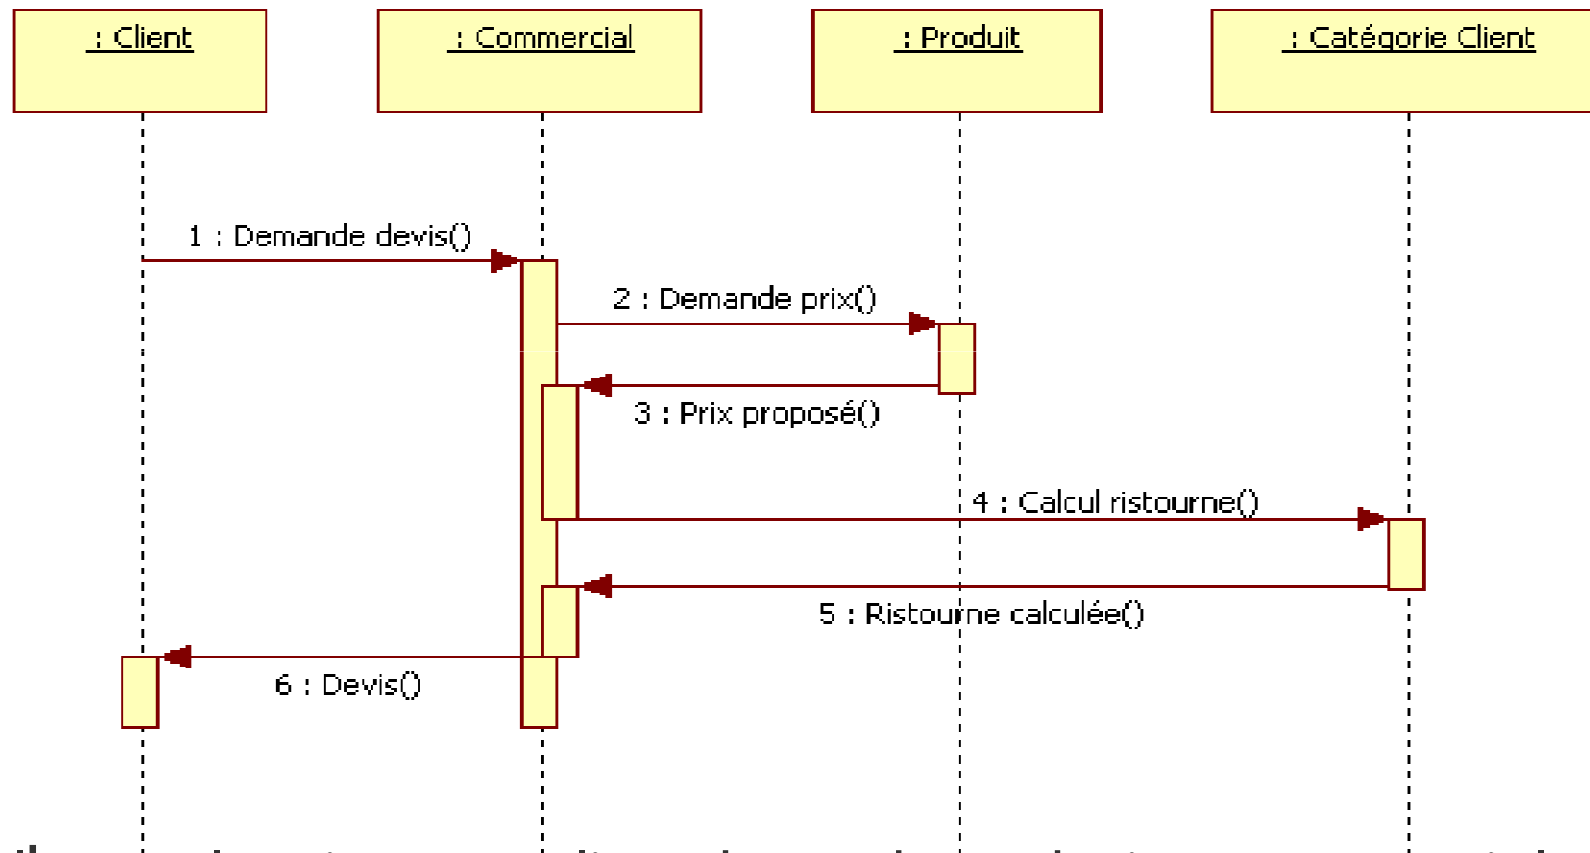 : Client
: Commercial
: Produit
: Catégorie Client
1 : Demande devis()
2 : Demande prix()
3 : Prix proposé()
4 : Calcul ristourne()
5 : Ristourne calculée()
6 : Devis()